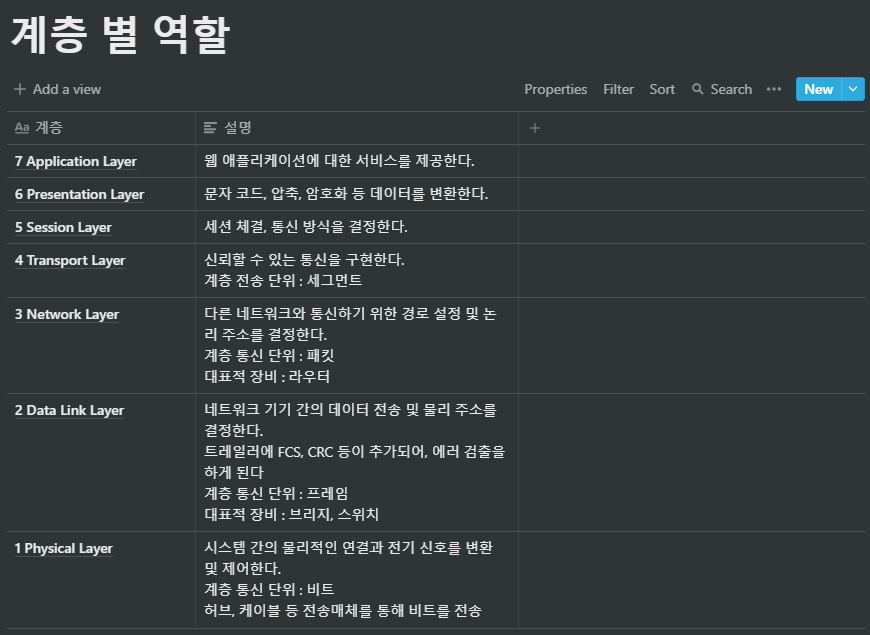 계층 별 역할
+ Add a view
Properties Filter Sort Search ••• New
Aa 계층 설명 +
7 Application Layer 웹 애플리케이션에 대한 서비스를 제공한다.
6 Presentation Layer 문자 코드, 압축, 암호화 등 데이터를 변환한다.
5 Session Layer 세션 체결, 통신 방식을 결정한다.
4 Transport Layer 신뢰할 수 있는 통신을 구현한다.
계층 전송 단위 : 세그먼트
3 Network Layer 다른 네트워크와 통신하기 위한 경로 설정 및 논
리 주소를 결정한다.
계층 통신 단위 : 패킷
대표적 장비 : 라우터
2 Data Link Layer 네트워크 기기 간의 데이터 전송 및 물리 주소를
결정한다.
트레일러에 FCS, CRC 등이 추가되어, 에러 검출을
하게 된다
계층 통신 단위 : 프레임
대표적 장비 : 브리지, 스위치
1 Physical Layer 시스템 간의 물리적인 연결과 전기 신호를 변환
및 제어한다.
계층 통신 단위 : 비트
허브, 케이블 등 전송매체를 통해 비트를 전송